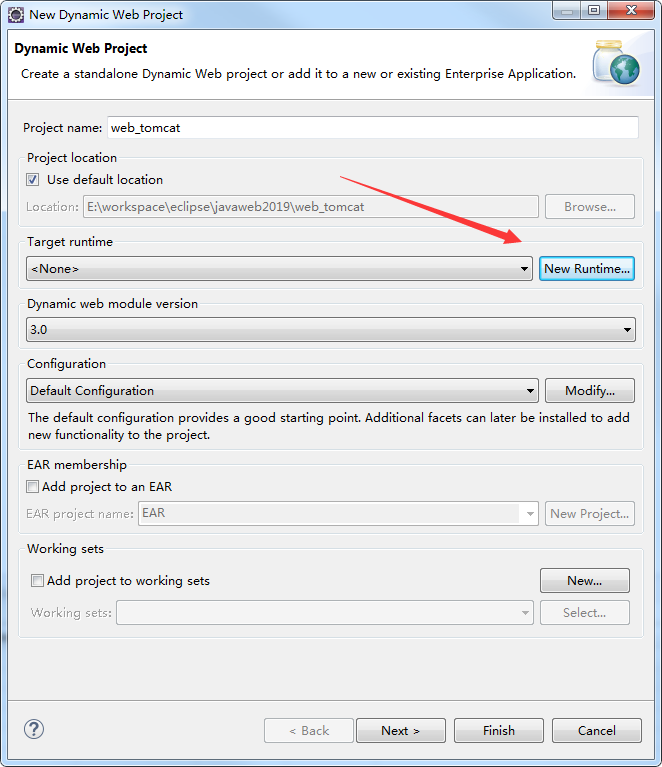 New Dynamic Web Project
Dynamic Web Project
Create a standalone Dynamic Web project or add it to a new or existing Enterprise Application.
Project name: web_tomcat
Project location
Use default location
Location: E:\workspace\eclipse\javaweb2019\web_tomcat Browse...
Target runtime
<None> New Runtime...
Dynamic web module version
3.0
Configuration
Default Configuration Modify...
The default configuration provides a good starting point. Additional facets can later be installed to add
new functionality to the project.
EAR membership
Add project to an EAR
EAR project name: EAR New Project...
Working sets
Add project to working sets New...
Working sets: Select...
? < Back Next > Finish Cancel